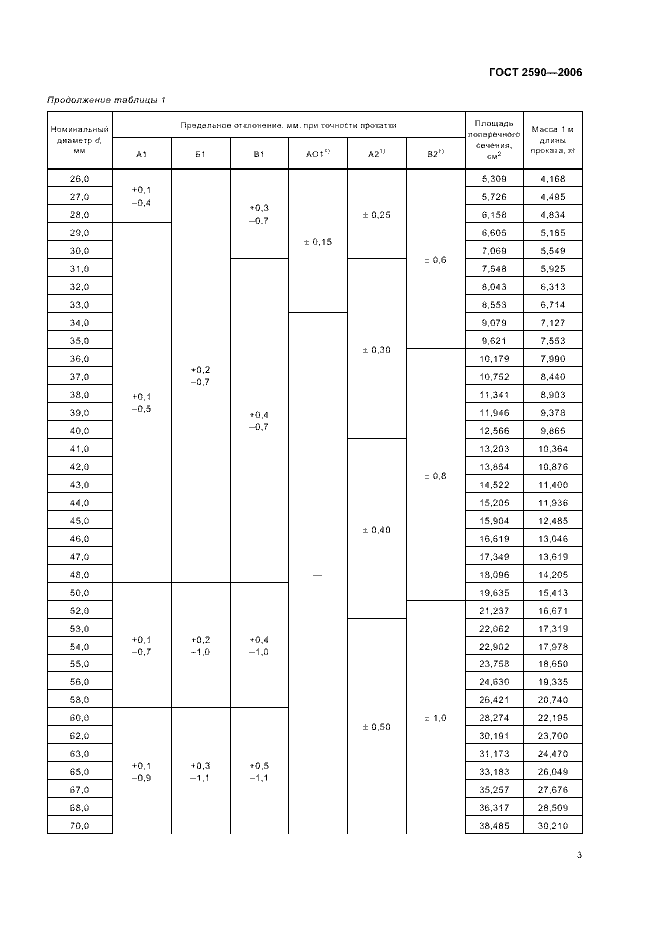 ГОСТ 2590—2006
Продолжение таблицы 1
Номинальный диаметр d, мм
Предельное отклонение, мм, при точности прокатки
Площадь поперечного сечения, см²
Масса 1 м длины проката, кг
А1 Б1 В1 АО1¹⁾ А2¹⁾ В2¹⁾
26,0 5,309 4,168
+0,1 −0,4
27,0 5,726 4,495
+0,3 −0,7
28,0 6,158 4,834
± 0,25
29,0 6,605 5,185
± 0,15
30,0 7,069 5,549
± 0,6
31,0 7,548 5,925
32,0 8,043 6,313
33,0 8,553 6,714
34,0 9,079 7,127
35,0 9,621 7,553
± 0,30
36,0 10,179 7,990
+0,2 −0,7
37,0 10,752 8,440
38,0 11,341 8,903
+0,1 −0,5
39,0 11,946 9,378
+0,4 −0,7
40,0 12,566 9,865
41,0 13,203 10,364
42,0 13,854 10,876
± 0,8
43,0 14,522 11,400
44,0 15,205 11,936
45,0 15,904 12,485
± 0,40
46,0 16,619 13,046
47,0 17,349 13,619
48,0 — 18,096 14,205
50,0 19,635 15,413
52,0 21,237 16,671
53,0 22,062 17,319
54,0 22,902 17,978
+0,1 −0,7
+0,2 −1,0
+0,4 −1,0
55,0 23,758 18,650
56,0 24,630 19,335
58,0 26,421 20,740
60,0 28,274 22,195
± 0,50
± 1,0
62,0 30,191 23,700
63,0 31,173 24,470
65,0 33,183 26,049
+0,1 −0,9
+0,3 −1,1
+0,5 −1,1
67,0 35,257 27,676
68,0 36,317 28,509
70,0 38,485 30,210
3